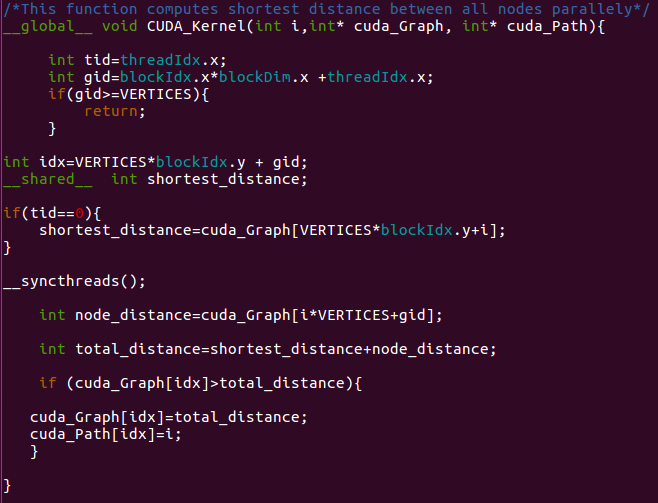 /*This function computes shortest distance between all nodes parallely*/
__global__ void CUDA_Kernel(int i,int* cuda_Graph, int* cuda_Path){
int tid=threadIdx.x;
int gid=blockIdx.x*blockDim.x +threadIdx.x;
if(gid>=VERTICES){
return;
}
int idx=VERTICES*blockIdx.y + gid;
__shared__  int shortest_distance;
if(tid==0){
shortest_distance=cuda_Graph[VERTICES*blockIdx.y+i];
}
__syncthreads();
int node_distance=cuda_Graph[i*VERTICES+gid];
int total_distance=shortest_distance+node_distance;
if (cuda_Graph[idx]>total_distance){
cuda_Graph[idx]=total_distance;
cuda_Path[idx]=i;
}
}